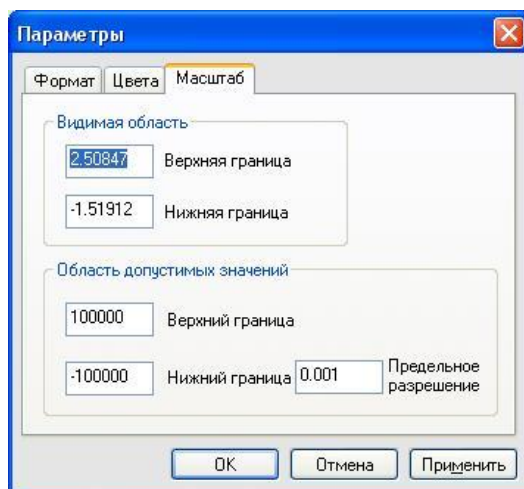 Параметры
Формат Цвета Масштаб
Видимая область
2.50847 Верхняя граница
-1.51912 Нижняя граница
Область допустимых значений
100000 Верхний граница
-100000 Нижний граница 0.001 Предельное
разрешение
OK Отмена Применить